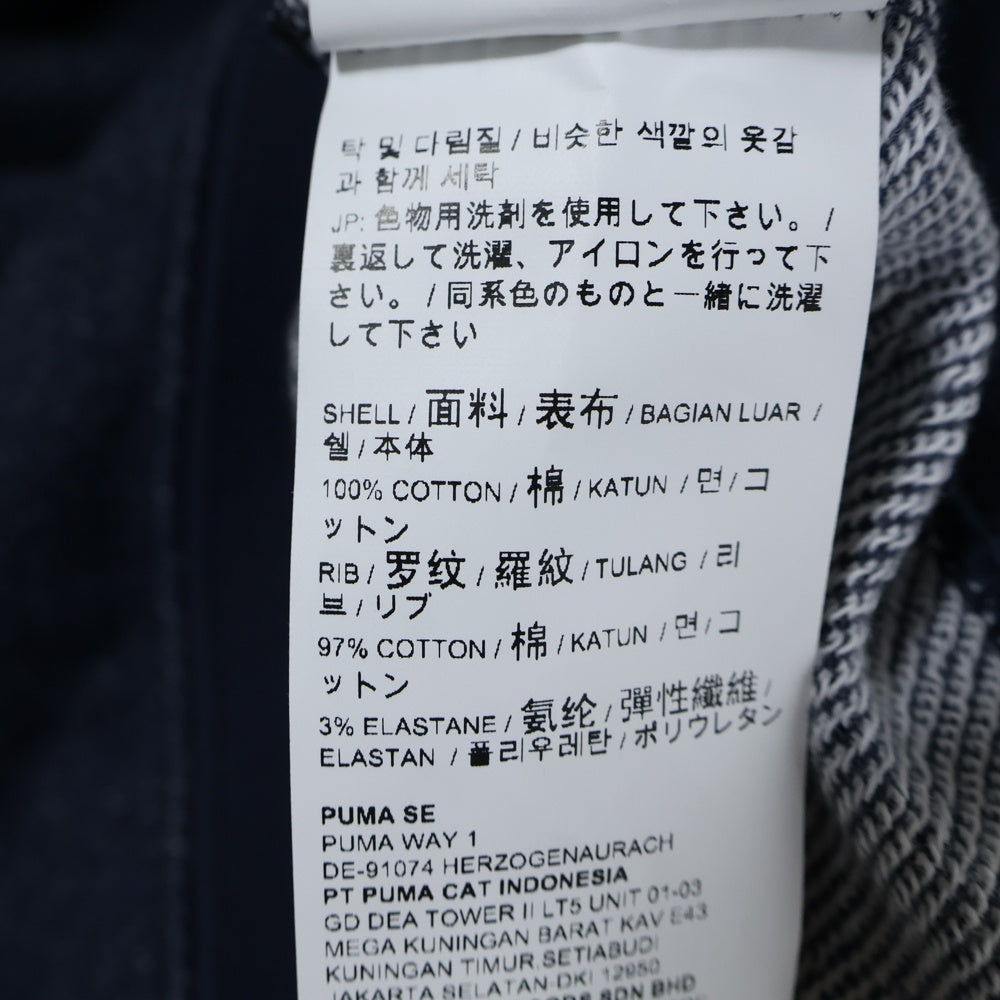 탁 및 다림질 / 비슷한 색깔의 옷감
과 함께 세탁
JP: 色物用洗剤を使用して下さい。 /
裏返して洗濯、アイロンを行って下
さい。 / 同系色のものと一緒に洗濯
して下さい
SHELL / 面料 / 表布 / BAGIAN LUAR /
쉘 / 本体
100% COTTON / 棉 / KATUN / 면 / コ
ットン
RIB / 罗纹 / 羅紋 / TULANG / 리
브 / リブ
97% COTTON / 棉 / KATUN / 면 / コ
ットン
3% ELASTANE / 氨纶 / 彈性纖維 /
ELASTAN / 폴리우레탄 / ポリウレタン
PUMA SE
PUMA WAY 1
DE-91074 HERZOGENAURACH
PT PUMA CAT INDONESIA
GD DEA TOWER II LT5 UNIT 01-03
MEGA KUNINGAN BARAT KAV E43
KUNINGAN TIMUR,SETIABUDI
JAKARTA SELATAN-DKI 12950
SDN BHD